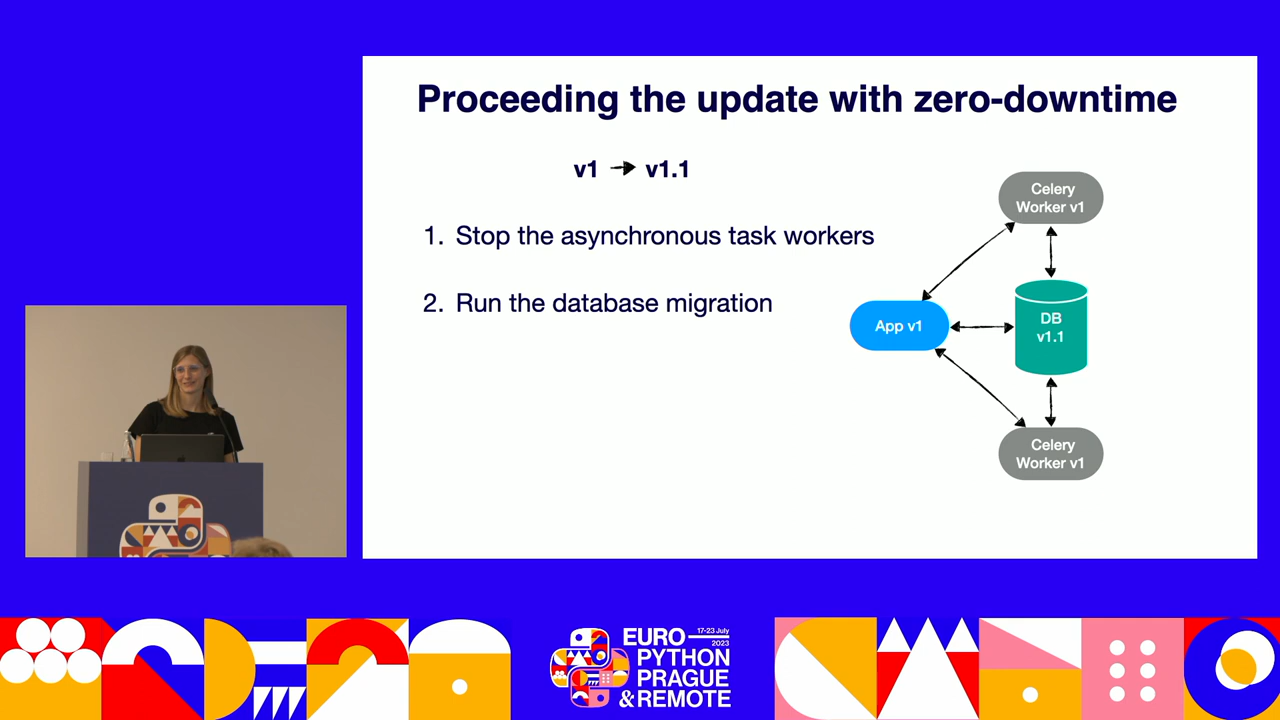 Proceeding the update with zero-downtime
v1 → v1.1
1. Stop the asynchronous task workers
2. Run the database migration
Celery
Worker v1
App v1
DB
v1.1
Celery
Worker v1
EURO
17-23 July
2023
PYTHON
PRAGUE
& REMOTE